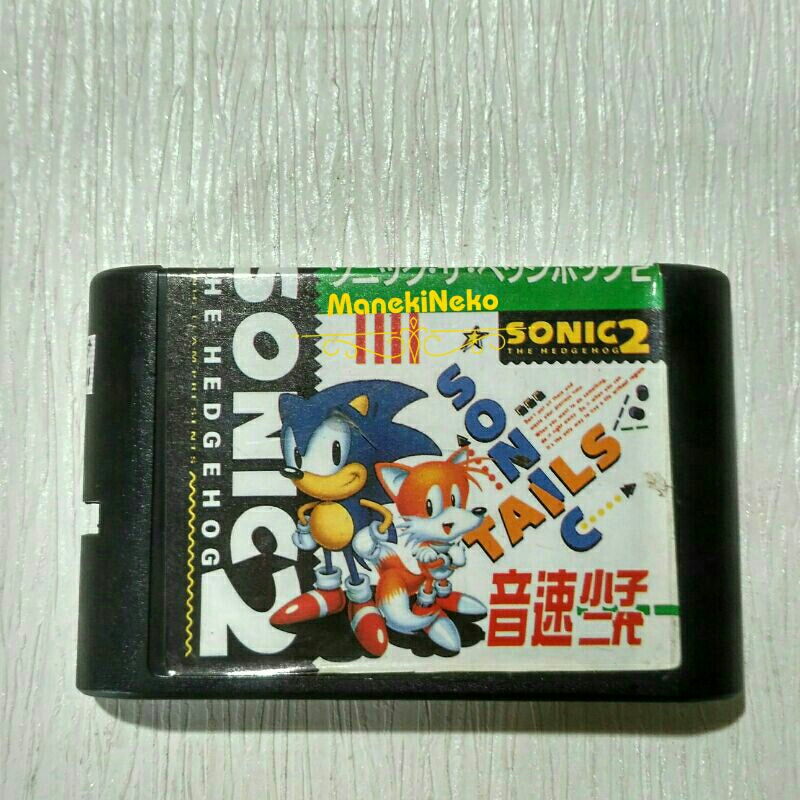 ソニック・ザ・ヘッジホッグ2
ManekiNeko
SONIC 2
THE HEDGEHOG
SONIC
TAILS
音速小子
二代
SONIC 2
THE HEDGEHOG